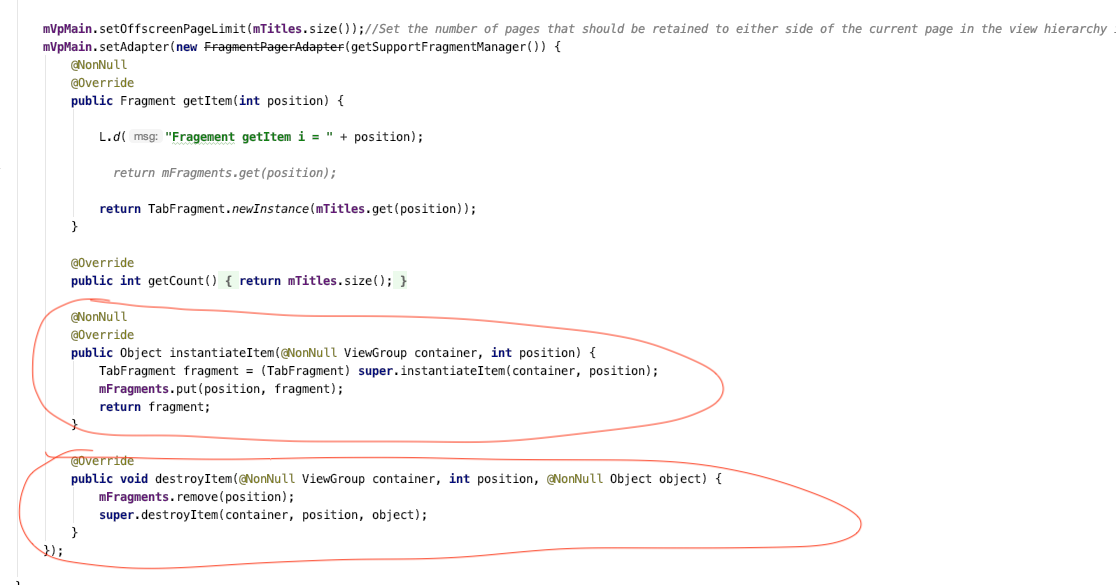 mVpMain.setOffscreenPageLimit(mTitles.size());//Set the number of pages that should be retained to either side of the current page in the view hierarchy .
mVpMain.setAdapter(new FragmentPagerAdapter(getSupportFragmentManager()) {
@NonNull
@Override
public Fragment getItem(int position) {
L.d( msg: "Fragement getItem i = " + position);
return mFragments.get(position);
return TabFragment.newInstance(mTitles.get(position));
}
@Override
public int getCount() { return mTitles.size(); }
@NonNull
@Override
public Object instantiateItem(@NonNull ViewGroup container, int position) {
TabFragment fragment = (TabFragment) super.instantiateItem(container, position);
mFragments.put(position, fragment);
return fragment;
}
@Override
public void destroyItem(@NonNull ViewGroup container, int position, @NonNull Object object) {
mFragments.remove(position);
super.destroyItem(container, position, object);
}
});